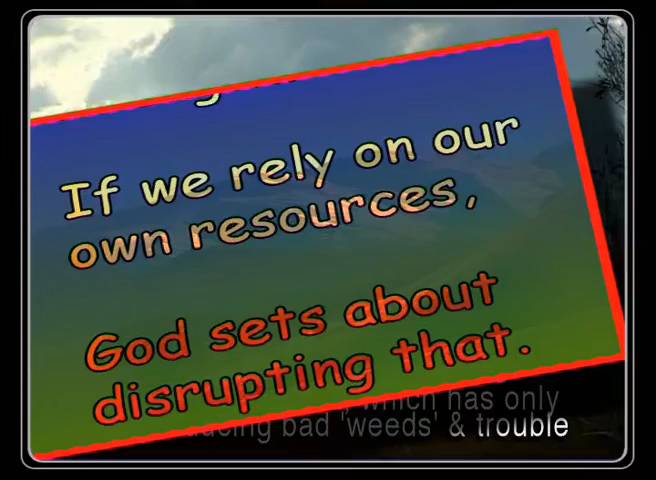 If we rely on our
own resources,
God sets about
disrupting that.
which has only
bad 'weeds' & trouble